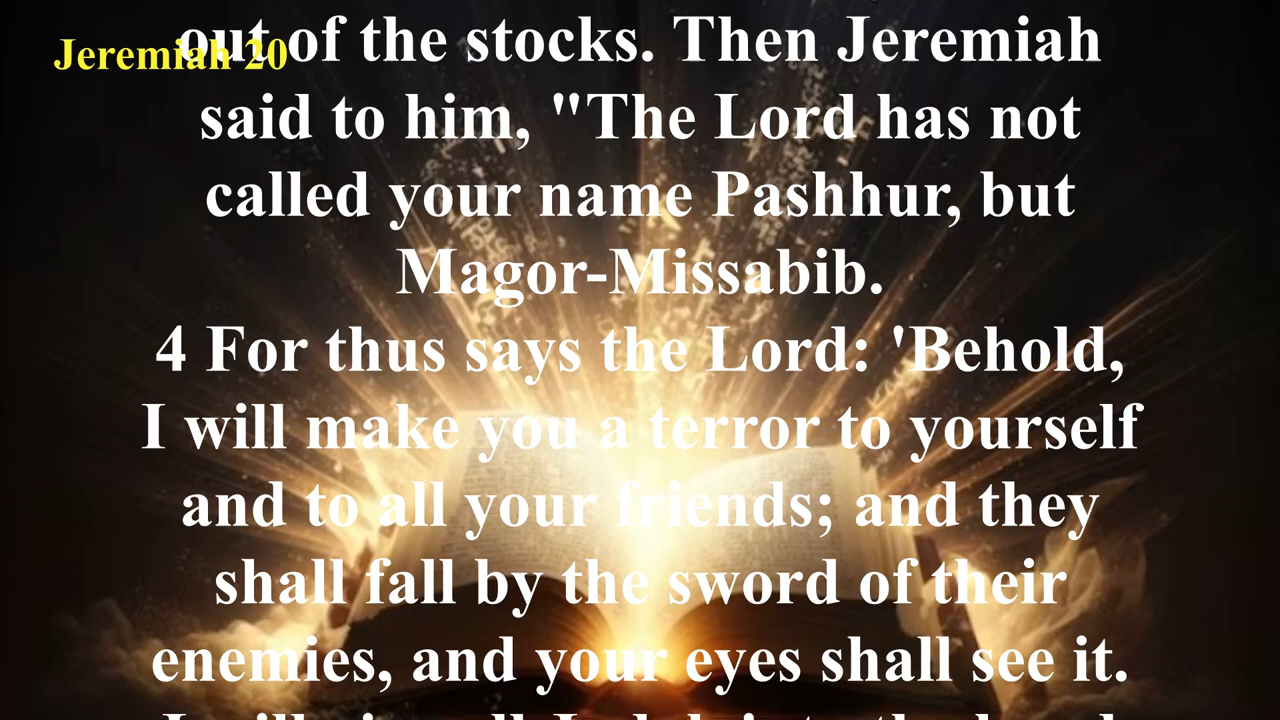 Jeremiah 20
out of the stocks. Then Jeremiah
said to him, "The Lord has not
called your name Pashhur, but
Magor-Missabib.
4 For thus says the Lord: 'Behold,
I will make you a terror to yourself
and to all your friends; and they
shall fall by the sword of their
enemies, and your eyes shall see it.